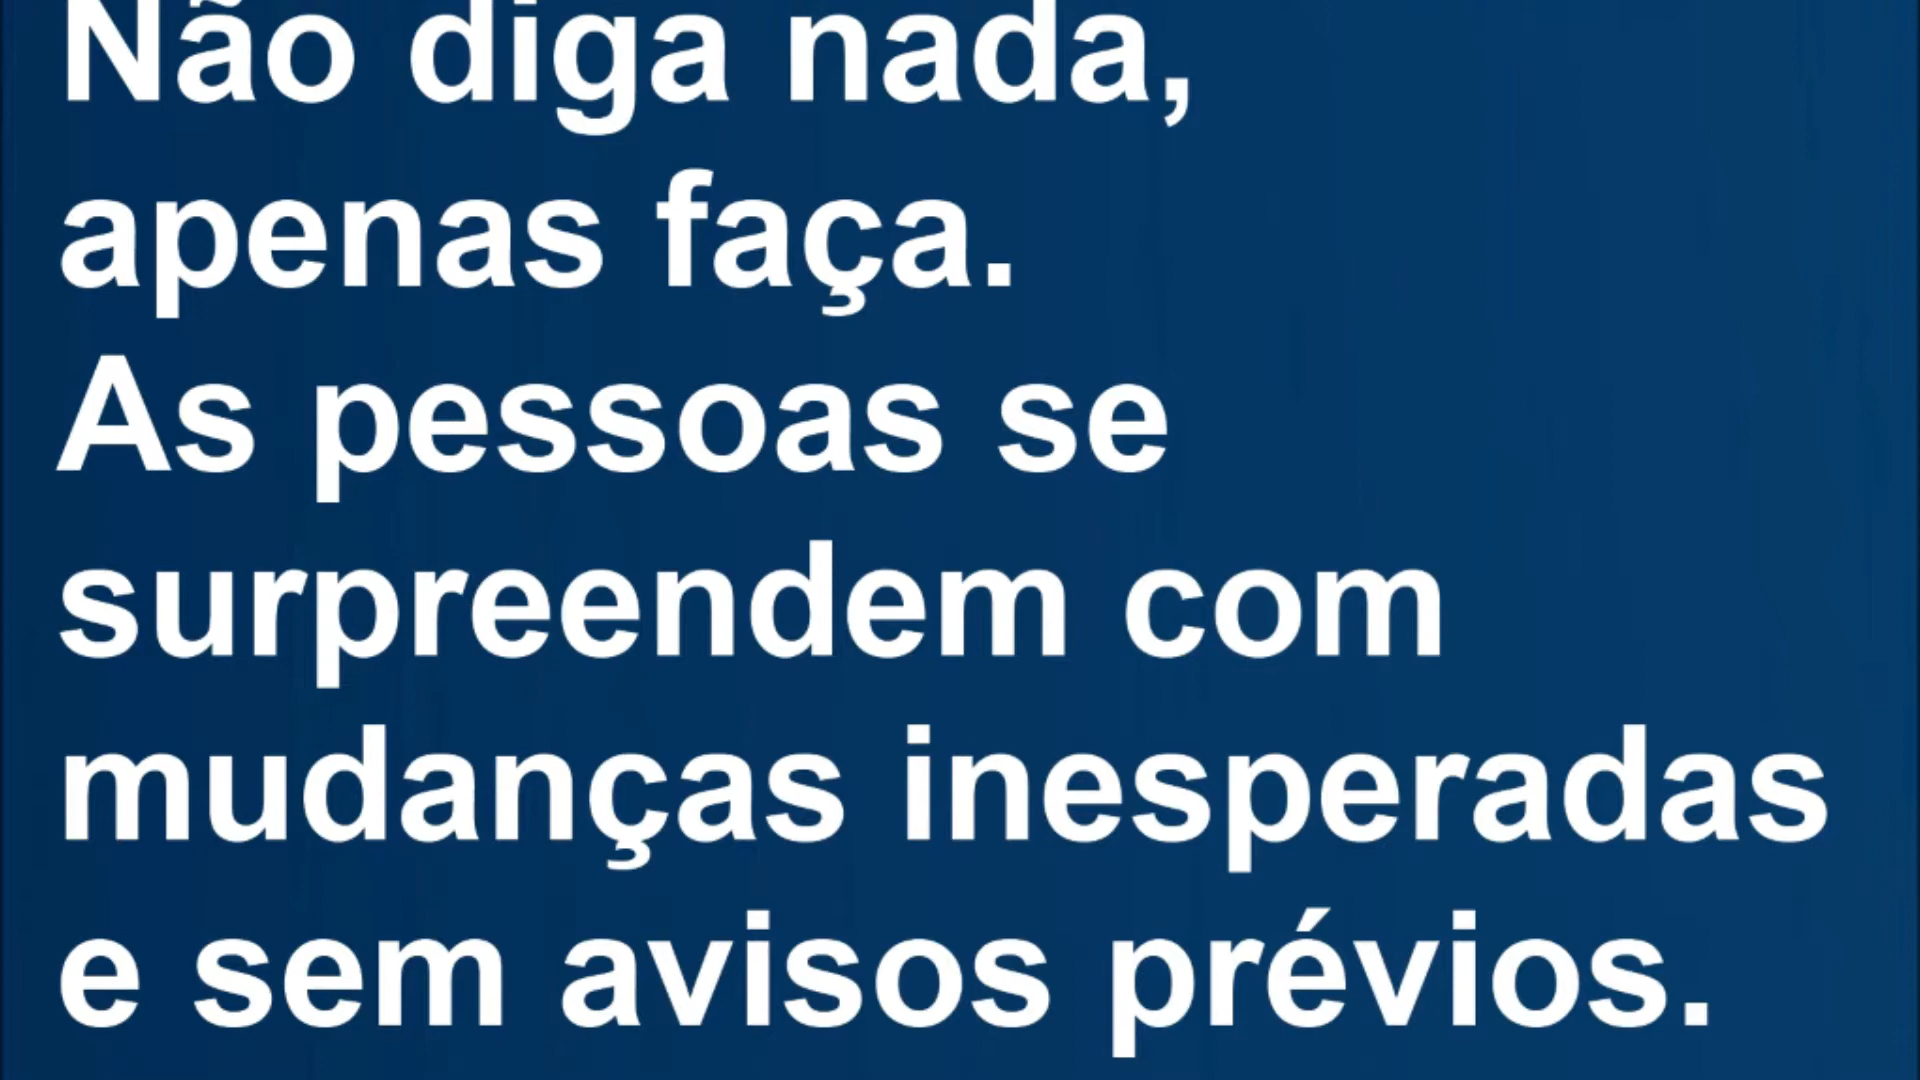 Não diga nada,
apenas faça.
As pessoas se
surpreendem com
mudanças inesperadas
e sem avisos prévios.